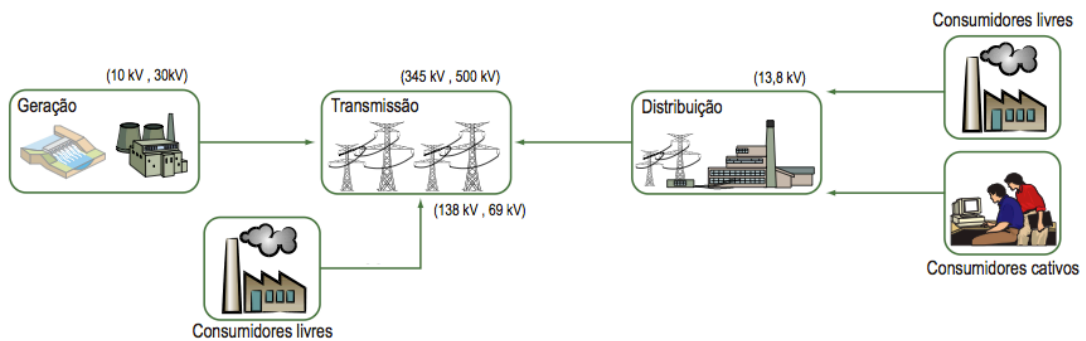 Consumidores livres
(10 kV , 30kV)
(345 kV , 500 kV)
(13,8 kV)
Geração
Transmissão
Distribuição
(138 kV , 69 kV)
Consumidores cativos
Consumidores livres